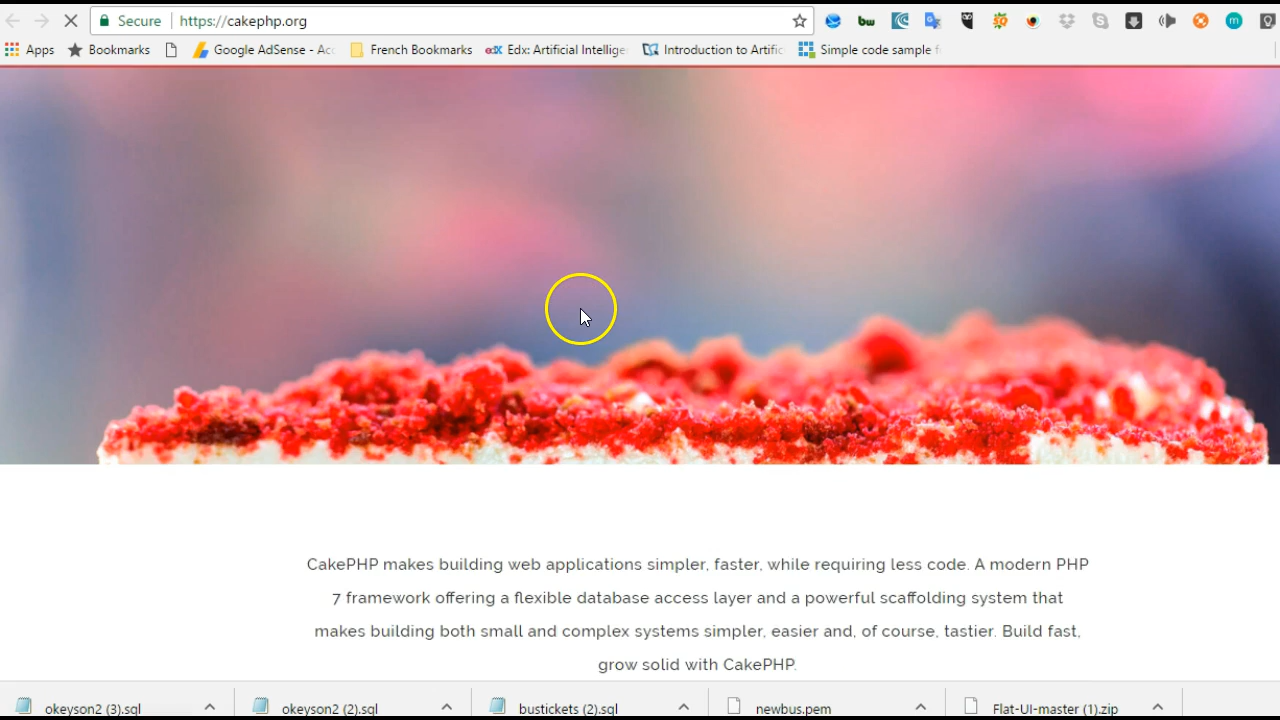 Secure https://cakephp.org
Apps Bookmarks Google AdSense - Acc French Bookmarks edX Edx: Artificial Intellige Introduction to Artific Simple code sample f
CakePHP makes building web applications simpler, faster, while requiring less code. A modern PHP
7 framework offering a flexible database access layer and a powerful scaffolding system that
makes building both small and complex systems simpler, easier and, of course, tastier. Build fast,
grow solid with CakePHP.
okeyson2 (3).sql okeyson2 (2).sql bustickets (2).sql newbus.pem Flat-UI-master (1).zip